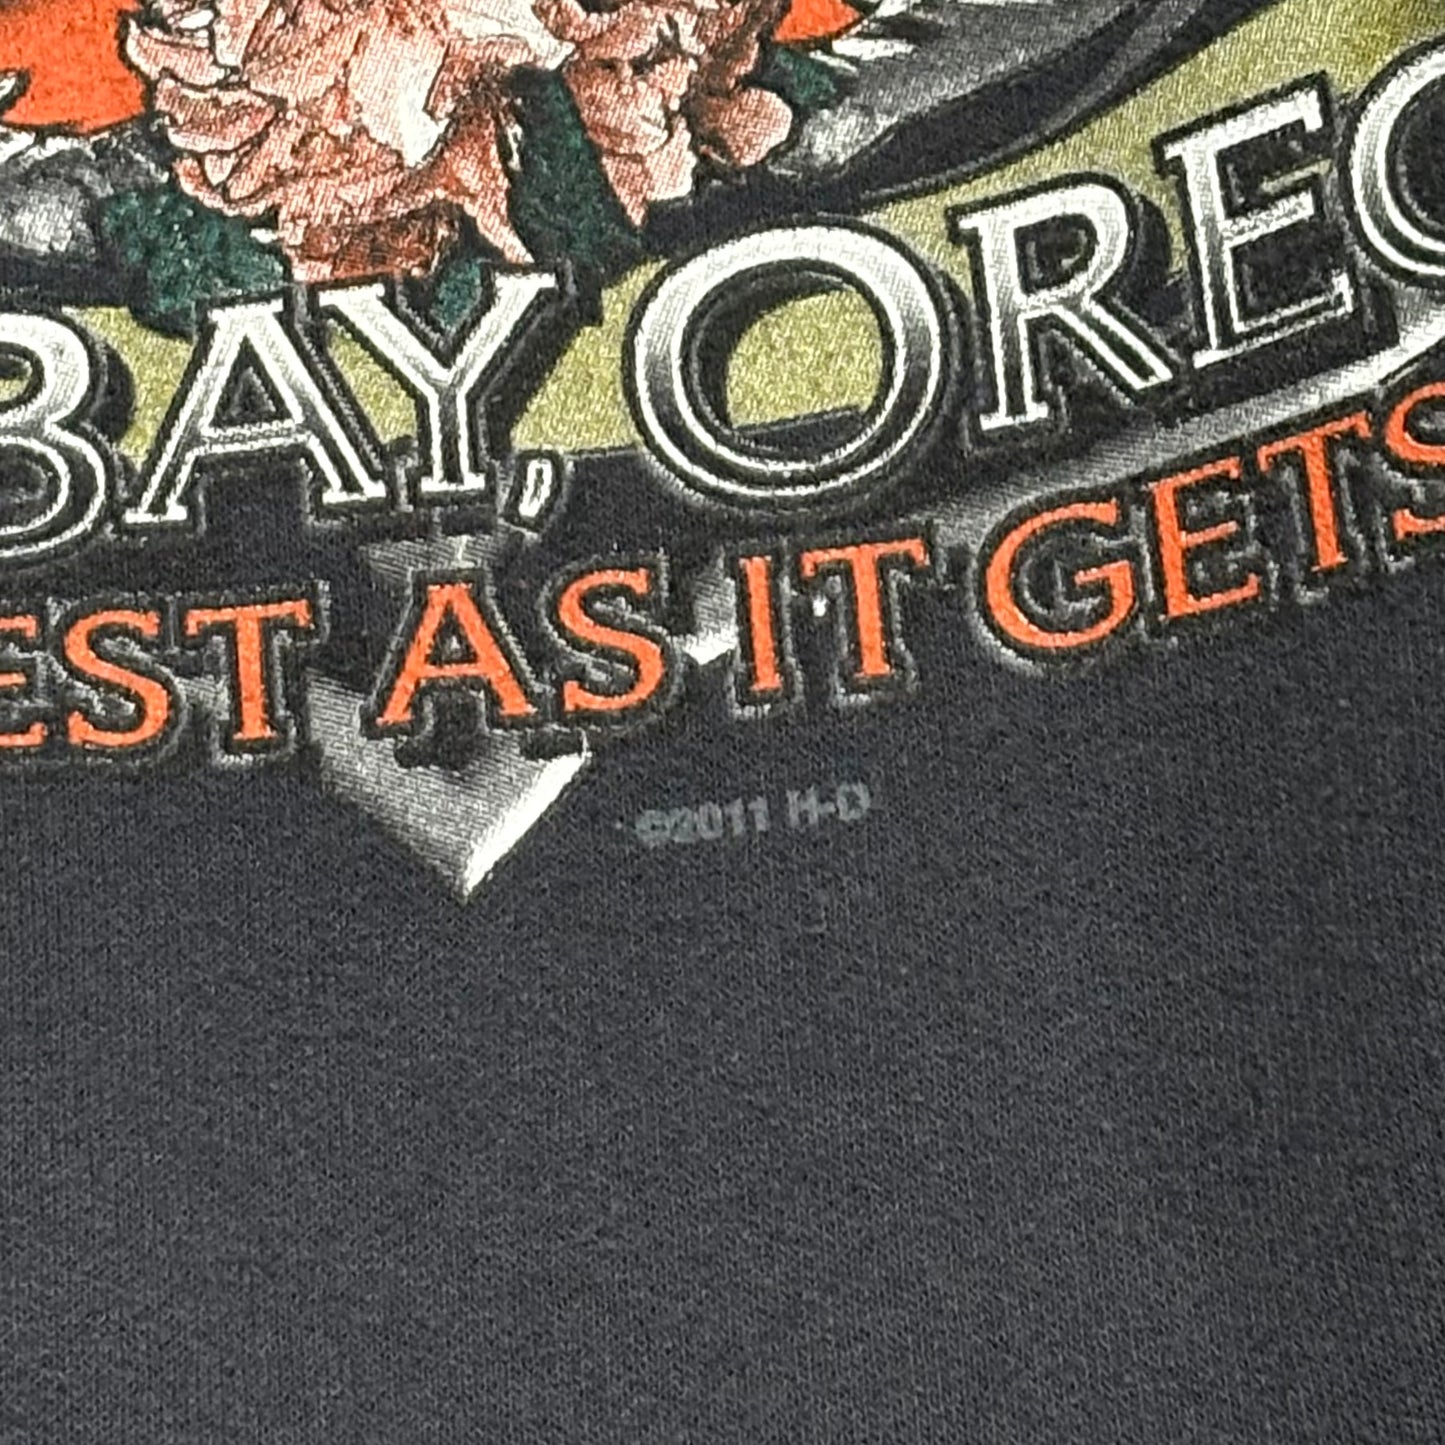 BAY, OREG
EST AS IT GETS
©2011 H-D